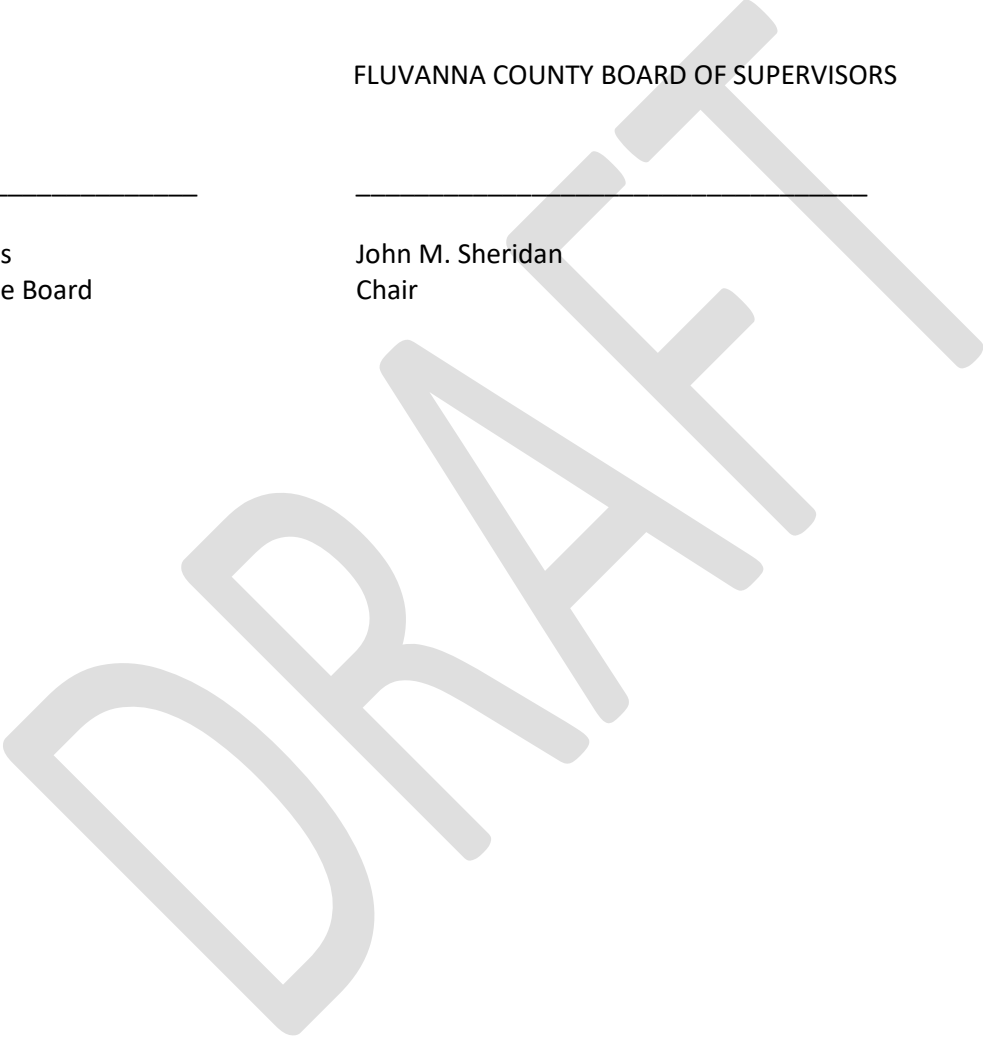 FLUVANNA COUNTY BOARD OF SUPERVISORS
s
e Board
John M. Sheridan
Chair
DRAFT